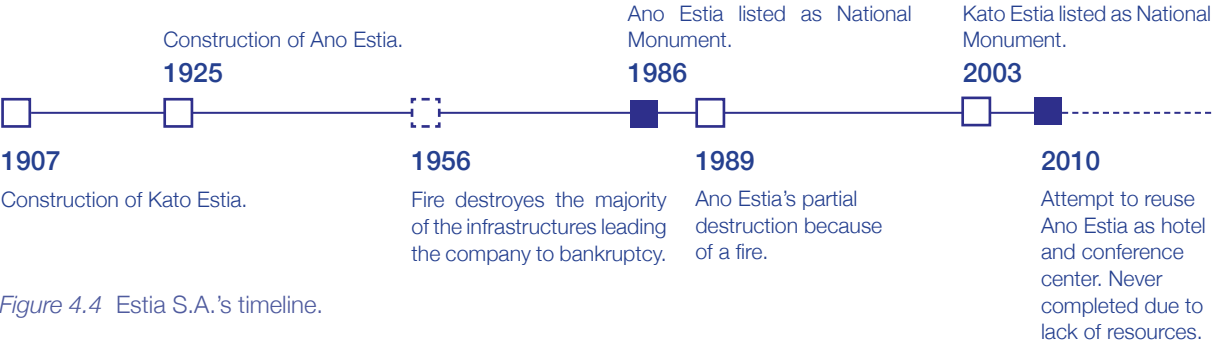 Construction of Ano Estia.
1925
Ano Estia listed as National
Monument.
1986
Kato Estia listed as National
Monument.
2003
1907
Construction of Kato Estia.
1956
Fire destroyes the majority
of the infrastructures leading
the company to bankruptcy.
1989
Ano Estia’s partial
destruction because
of a fire.
2010
Attempt to reuse
Ano Estia as hotel
and conference
center. Never
completed due to
lack of resources.
Figure 4.4 Estia S.A.’s timeline.